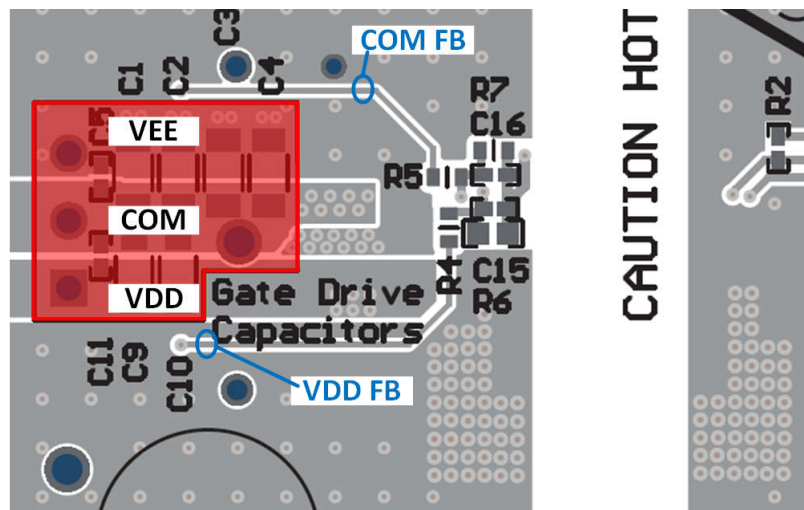 C3
COM FB
C1
C2
C4
R7
C16
CAUTION HOT
R2
C5
VEE
R5
COM
VDD
Gate Drive
Capacitors
R4
C15
R6
C11
C9
C10
VDD FB